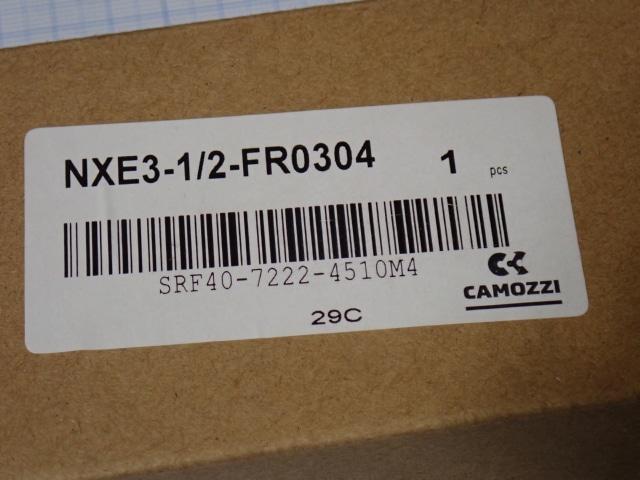 NXE3-1/2-FR0304 1 pcs
SRF40-7222-4510M4
CAMOZZI
29C